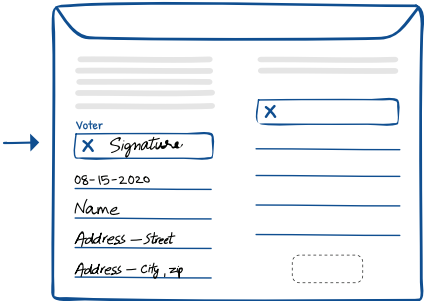 Voter
X Signature
08-15-2020
Name
Address – Street
Address – City, zip
X